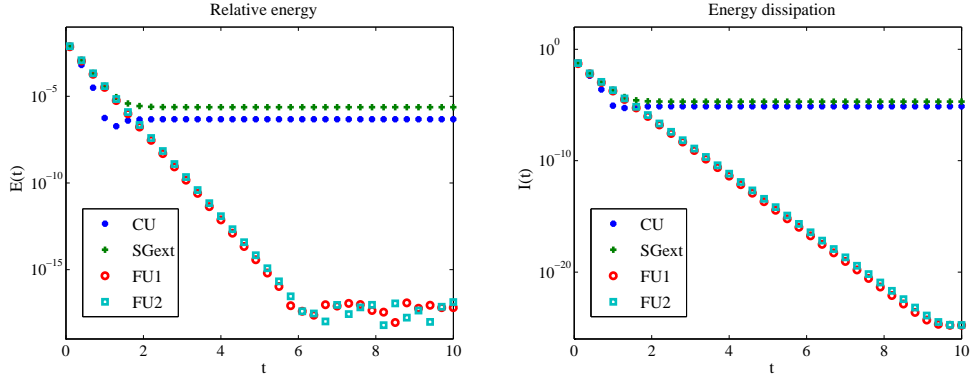 Relative energy
10^-5
10^-10
10^-15
E(t)
CU
SGext
FU1
FU2
0 2 4 6 8 10
t
Energy dissipation
10^0
10^-10
10^-20
I(t)
CU
SGext
FU1
FU2
0 2 4 6 8 10
t